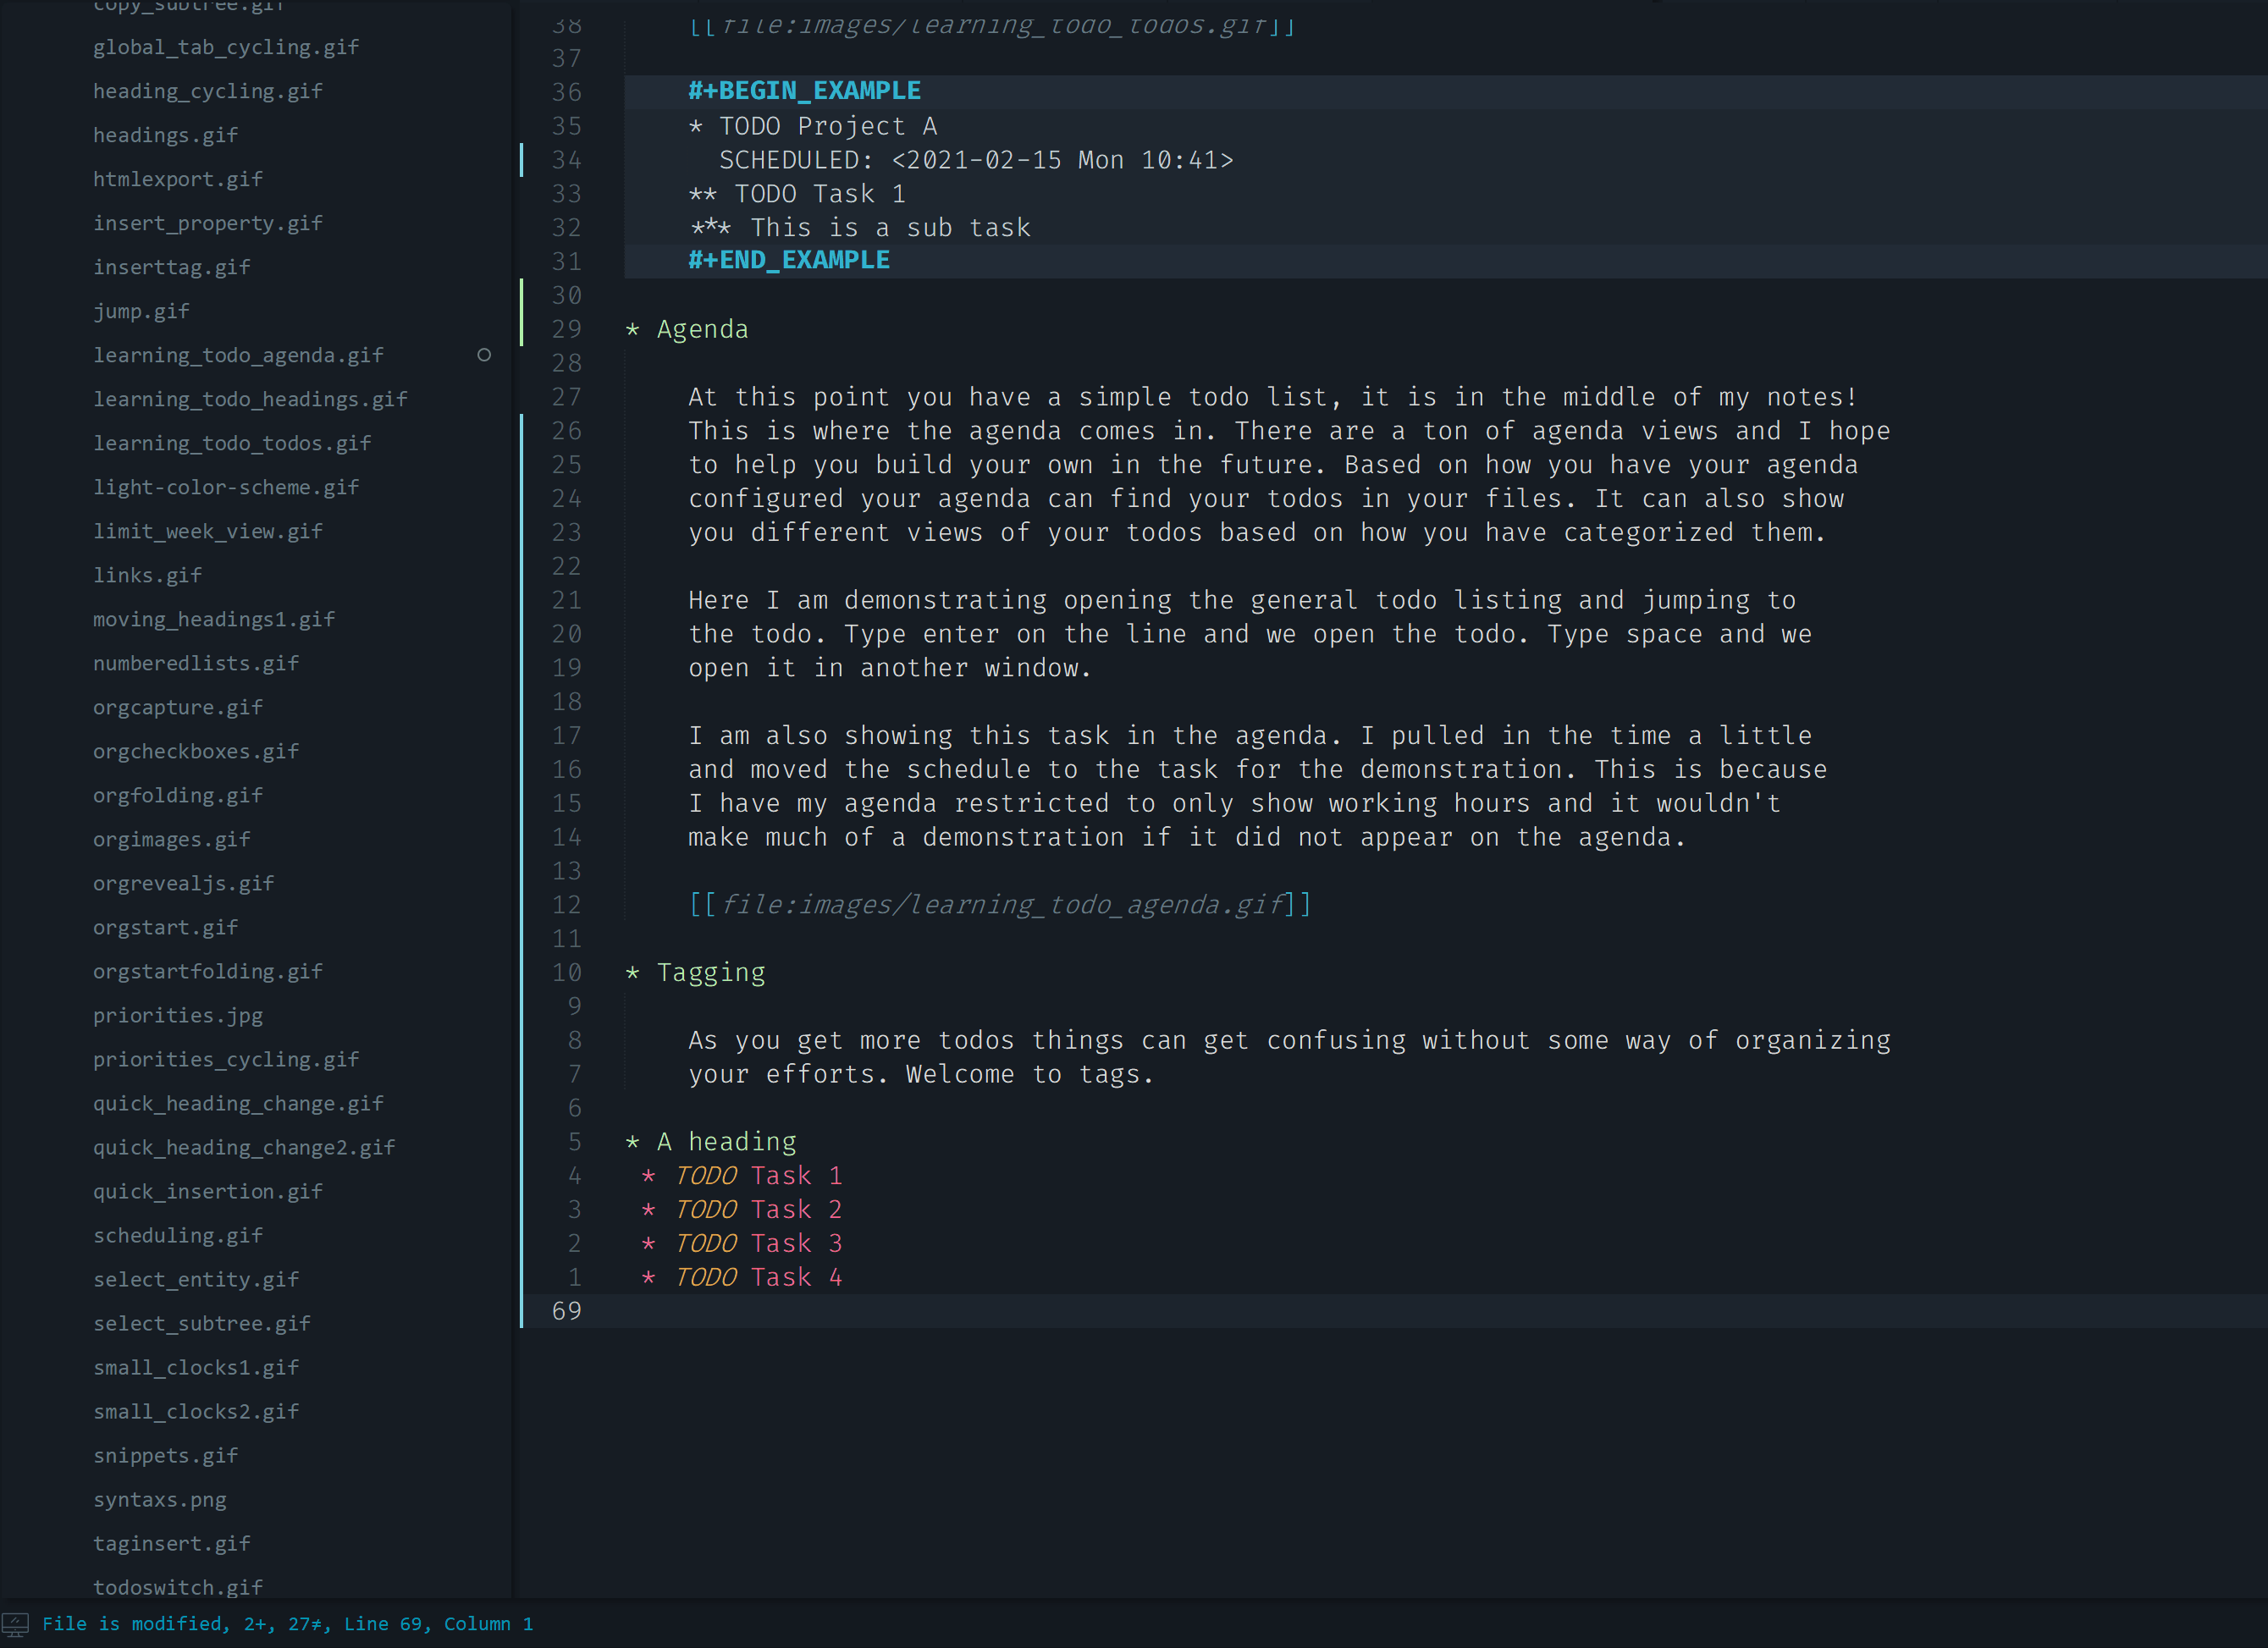 copy_subtree.gif
global_tab_cycling.gif
heading_cycling.gif
headings.gif
htmlexport.gif
insert_property.gif
inserttag.gif
jump.gif
learning_todo_agenda.gif
learning_todo_headings.gif
learning_todo_todos.gif
light-color-scheme.gif
limit_week_view.gif
links.gif
moving_headings1.gif
numberedlists.gif
orgcapture.gif
orgcheckboxes.gif
orgfolding.gif
orgimages.gif
orgrevealjs.gif
orgstart.gif
orgstartfolding.gif
priorities.jpg
priorities_cycling.gif
quick_heading_change.gif
quick_heading_change2.gif
quick_insertion.gif
scheduling.gif
select_entity.gif
select_subtree.gif
small_clocks1.gif
small_clocks2.gif
snippets.gif
syntaxs.png
taginsert.gif
todoswitch.gif
38 [[file:images/learning_todo_todos.gif]]
37
36 #+BEGIN_EXAMPLE
35 * TODO Project A
34 SCHEDULED: <2021-02-15 Mon 10:41>
33 ** TODO Task 1
32 *** This is a sub task
31 #+END_EXAMPLE
30
29 * Agenda
28
27 At this point you have a simple todo list, it is in the middle of my notes!
26 This is where the agenda comes in. There are a ton of agenda views and I hope
25 to help you build your own in the future. Based on how you have your agenda
24 configured your agenda can find your todos in your files. It can also show
23 you different views of your todos based on how you have categorized them.
22
21 Here I am demonstrating opening the general todo listing and jumping to
20 the todo. Type enter on the line and we open the todo. Type space and we
19 open it in another window.
18
17 I am also showing this task in the agenda. I pulled in the time a little
16 and moved the schedule to the task for the demonstration. This is because
15 I have my agenda restricted to only show working hours and it wouldn't
14 make much of a demonstration if it did not appear on the agenda.
13
12 [[file:images/learning_todo_agenda.gif]]
11
10 * Tagging
9
8 As you get more todos things can get confusing without some way of organizing
7 your efforts. Welcome to tags.
6
5 * A heading
4 * TODO Task 1
3 * TODO Task 2
2 * TODO Task 3
1 * TODO Task 4
69
File is modified, 2+, 27≠, Line 69, Column 1